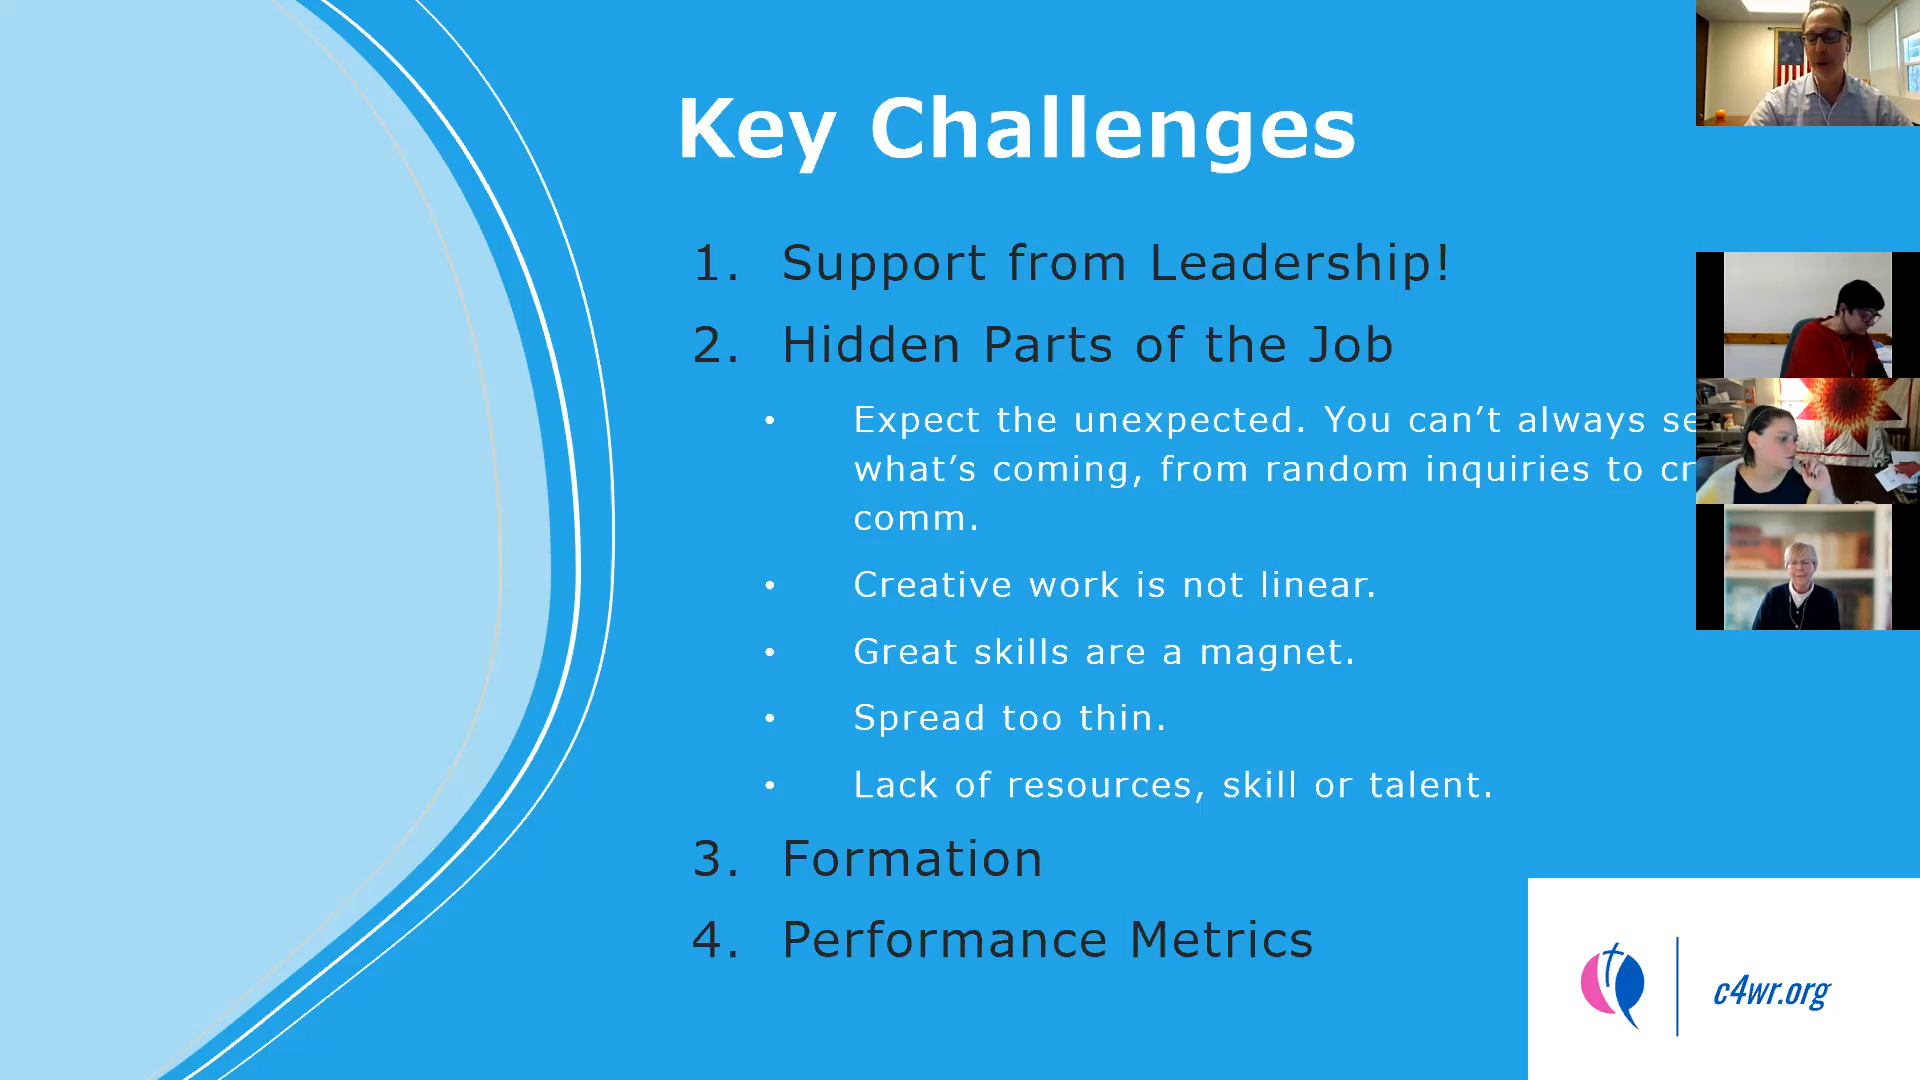 Key Challenges
1. Support from Leadership!
2. Hidden Parts of the Job
• Expect the unexpected. You can’t always
what’s coming, from random inquiries to
comm.
• Creative work is not linear.
• Great skills are a magnet.
• Spread too thin.
• Lack of resources, skill or talent.
3. Formation
4. Performance Metrics
c4wr.org